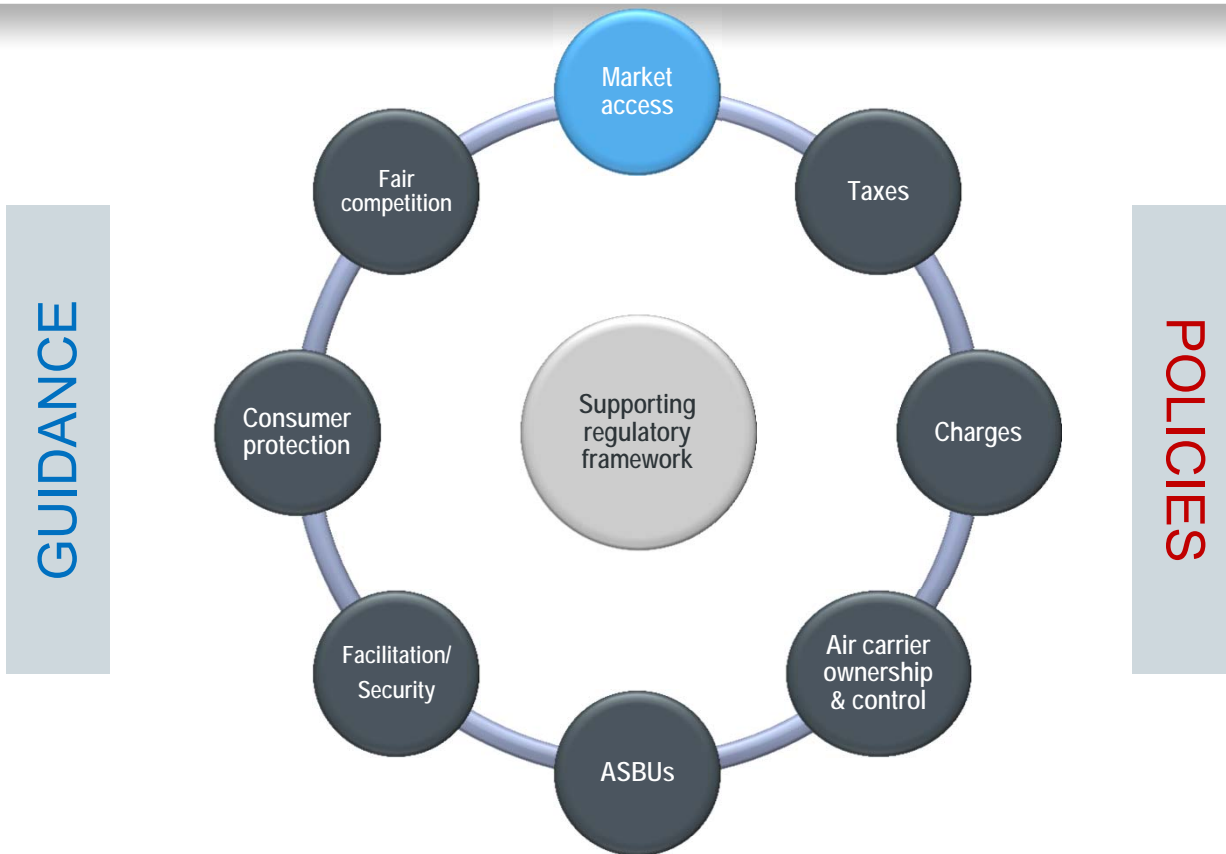 Market
access
Taxes
Charges
Air carrier
ownership
& control
ASBUs
Facilitation/
Security
Consumer
protection
Fair
competition
Supporting
regulatory
framework
GUIDANCE
POLICIES